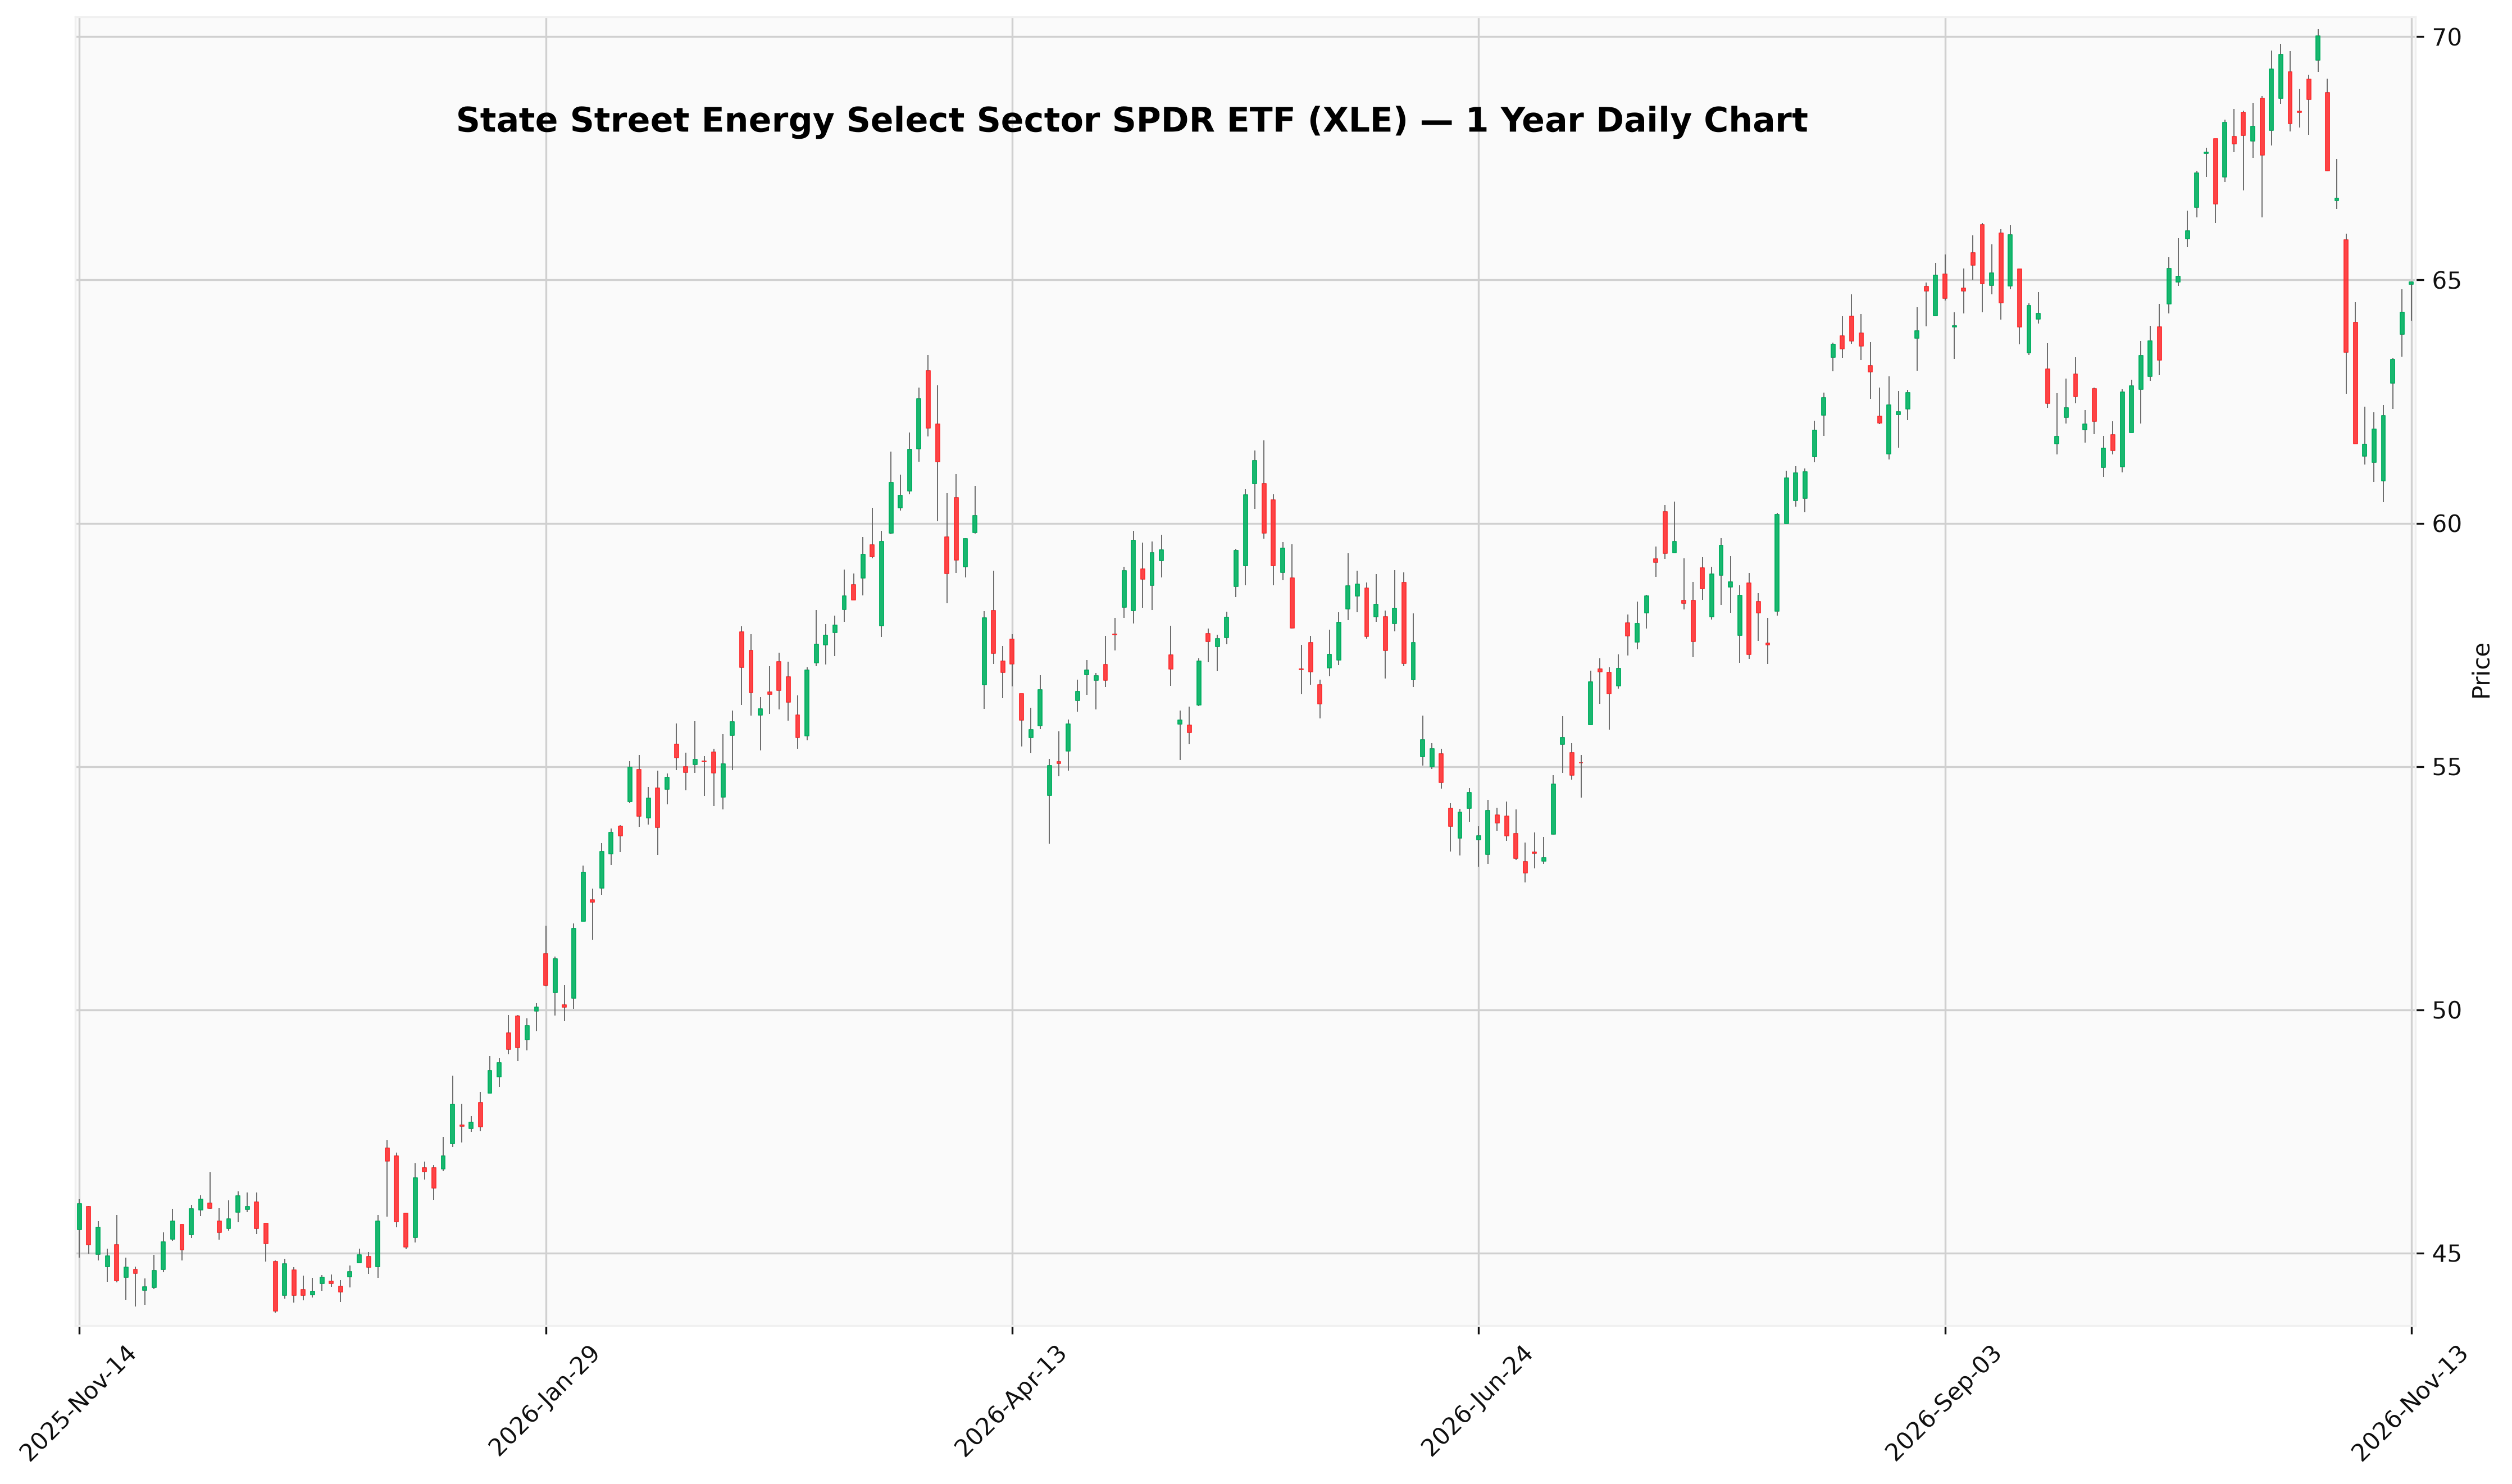 State Street Energy Select Sector SPDR ETF (XLE) — 1 Year Daily Chart
70
65
60
55
50
45
Price
2025-Nov-14
2026-Jan-29
2026-Apr-13
2026-Jun-24
2026-Sep-03
2026-Nov-13